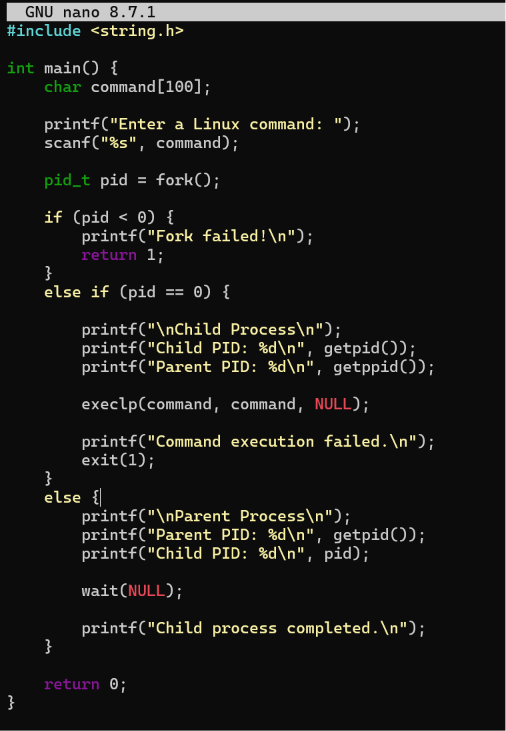 GNU nano 8.7.1
#include <string.h>
int main() {
    char command[100];
    printf("Enter a Linux command: ");
    scanf("%s", command);
    pid_t pid = fork();
    if (pid < 0) {
        printf("Fork failed!\n");
        return 1;
    }
    else if (pid == 0) {
        printf("\nChild Process\n");
        printf("Child PID: %d\n", getpid());
        printf("Parent PID: %d\n", getppid());
        execlp(command, command, NULL);
        printf("Command execution failed.\n");
        exit(1);
    }
    else {
        printf("\nParent Process\n");
        printf("Parent PID: %d\n", getpid());
        printf("Child PID: %d\n", pid);
        wait(NULL);
        printf("Child process completed.\n");
    }
    return 0;
}